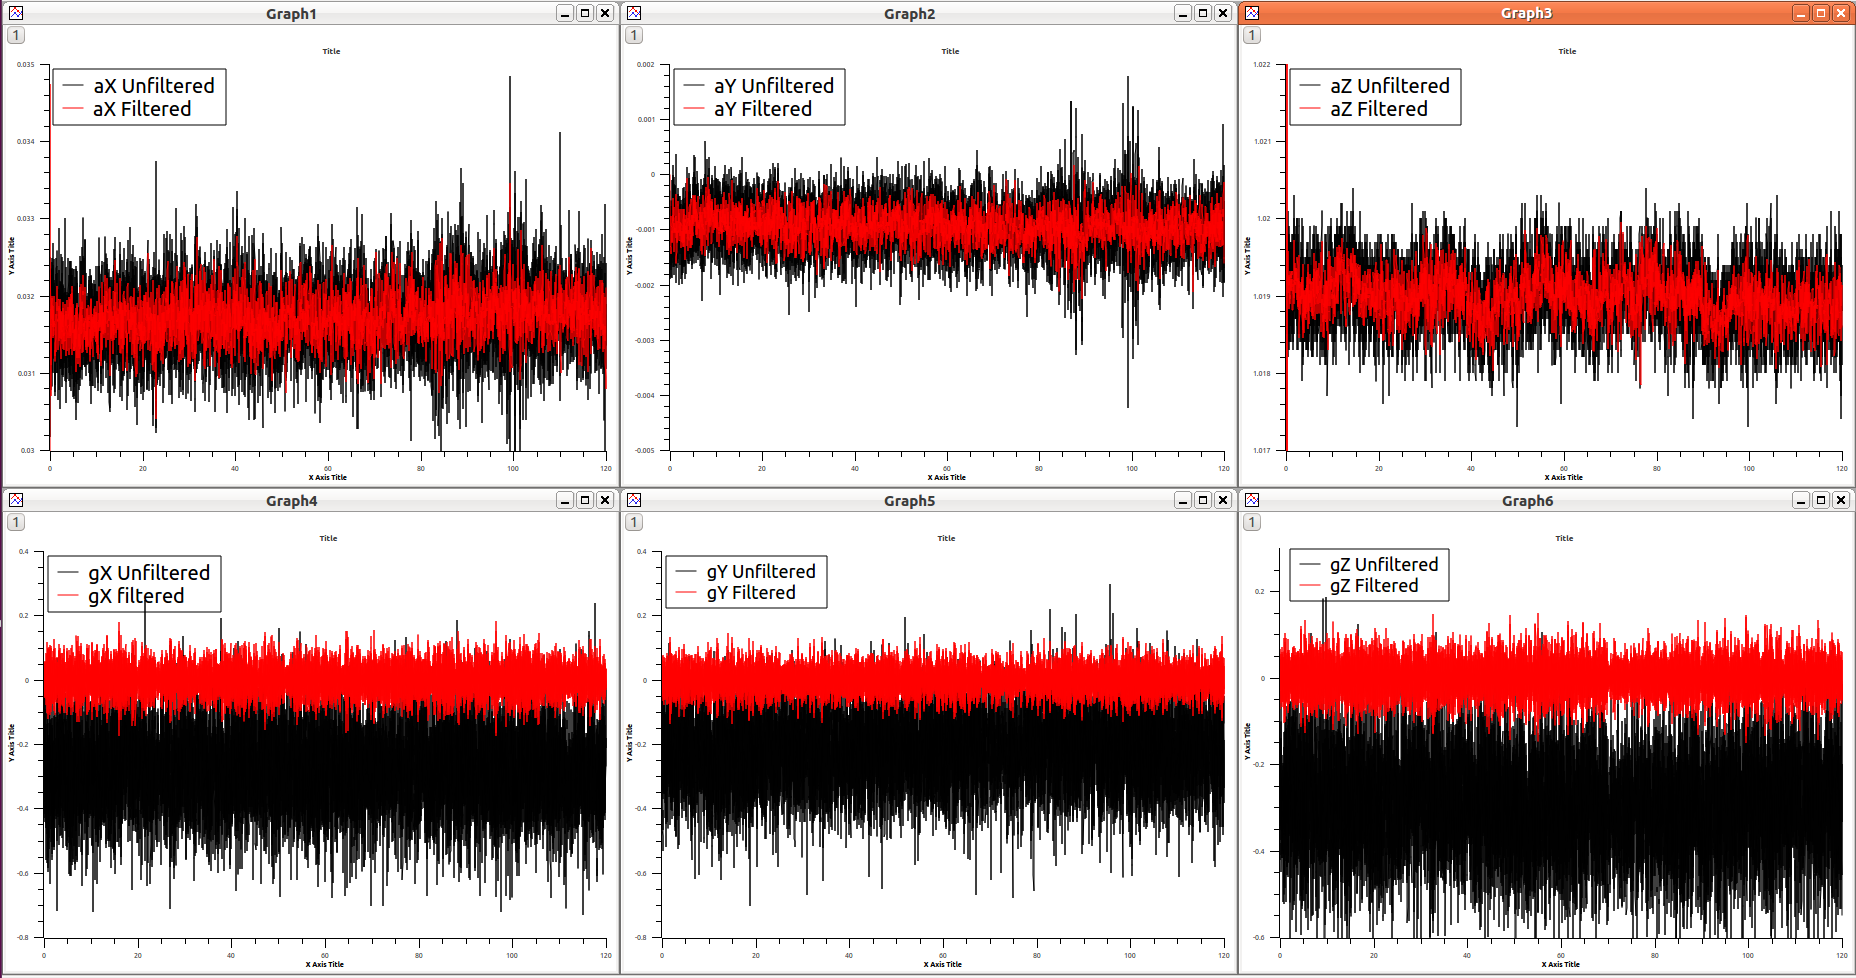 Graph1
1
Title
aX Unfiltered
aX Filtered
0.035
0.034
0.033
0.032
0.031
0.03
Y Axis Title
0 20 40 60 80 100 120
X Axis Title
Graph2
1
Title
aY Unfiltered
aY Filtered
0.002
0.001
0
-0.001
-0.002
-0.003
-0.004
-0.005
Y Axis Title
0 20 40 60 80 100 120
X Axis Title
Graph3
1
Title
aZ Unfiltered
aZ Filtered
1.022
1.021
1.02
1.019
1.018
1.017
Y Axis Title
0 20 40 60 80 100 120
X Axis Title
Graph4
1
Title
gX Unfiltered
gX filtered
0.4
0.2
0
-0.2
-0.4
-0.6
-0.8
Y Axis Title
0 20 40 60 80 100 120
X Axis Title
Graph5
1
Title
gY Unfiltered
gY Filtered
0.4
0.2
0
-0.2
-0.4
-0.6
-0.8
Y Axis Title
0 20 40 60 80 100 120
X Axis Title
Graph6
1
Title
gZ Unfiltered
gZ Filtered
0.2
0
-0.2
-0.4
-0.6
Y Axis Title
0 20 40 60 80 100 120
X Axis Title